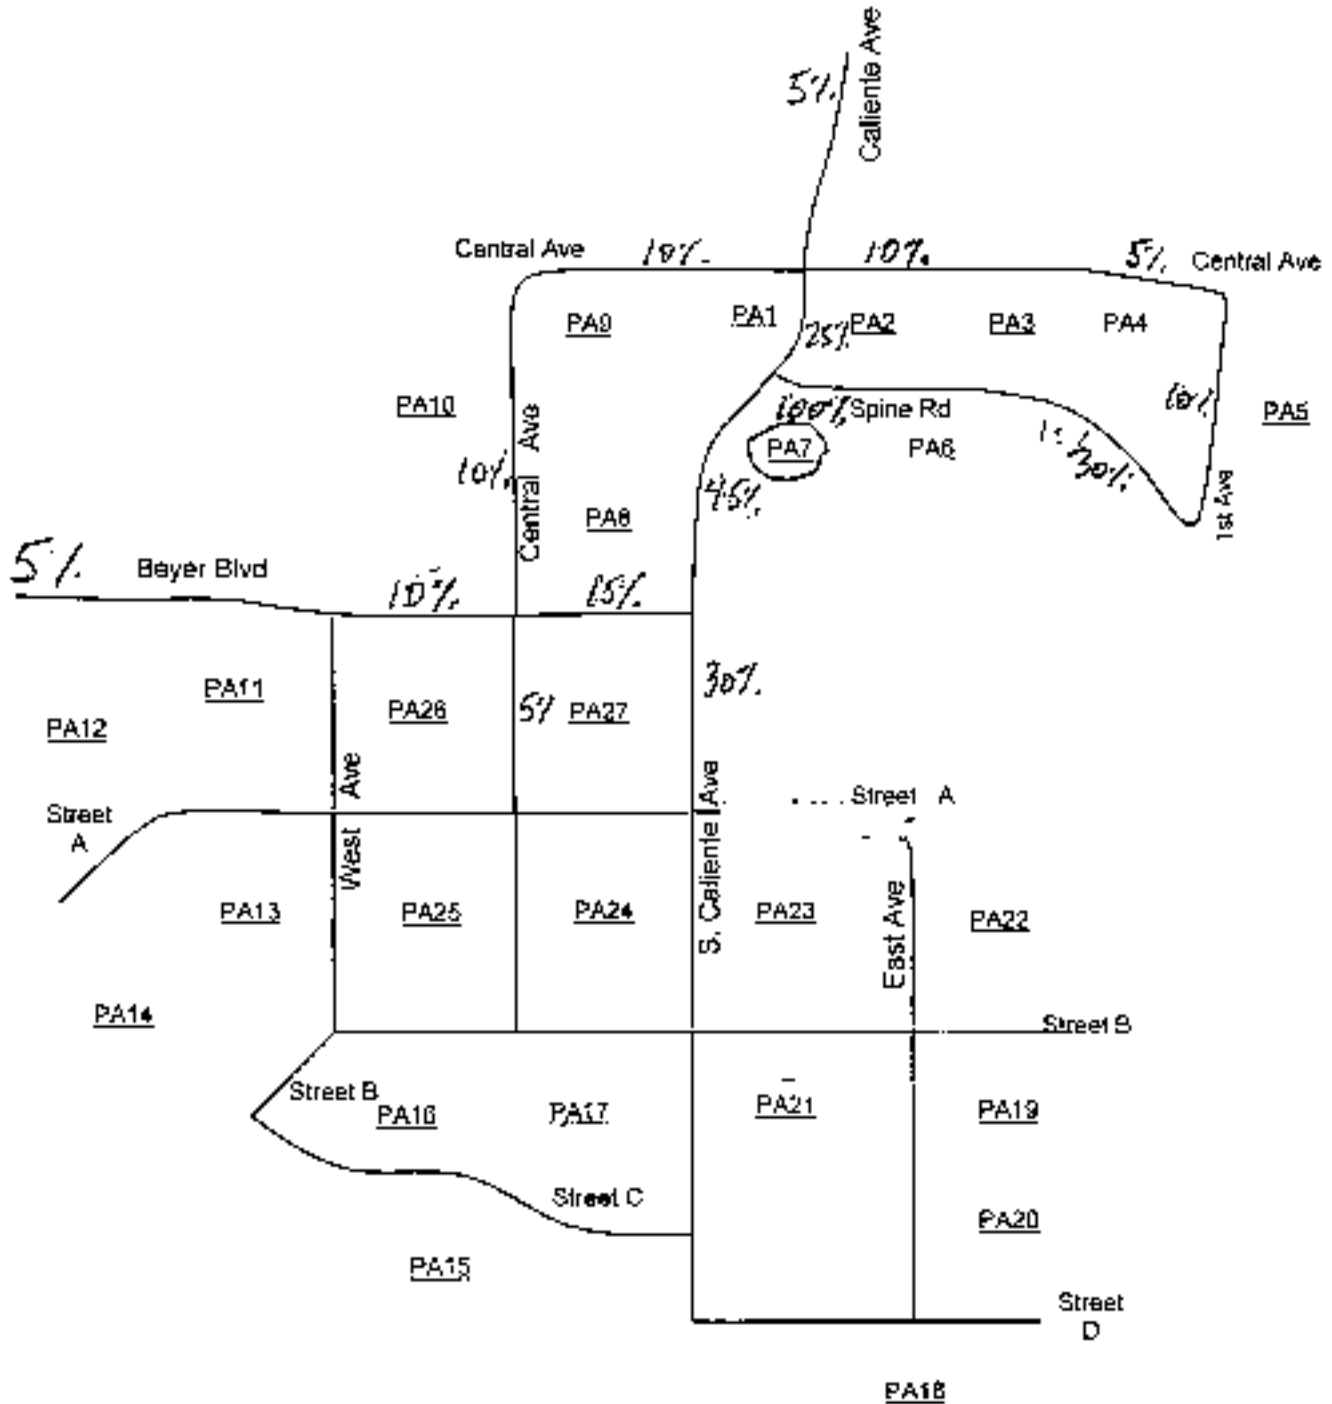 Caliente Ave
5%
Central Ave
10%
10%
5%
Central Ave
PA9
PA1
25%
PA2
PA3
PA4
10%
PA5
PA10
100%
Spine Rd
PA7
PA6
30%
1st Ave
Central Ave
10%
45%
PA8
5%
Beyer Blvd
10%
15%
30%
PA11
PA12
PA26
5%
PA27
West Ave
S. Caliente Ave
Street A
Street A
PA13
PA25
PA24
PA23
East Ave
PA22
PA14
Street B
Street B
PA16
PA17
PA21
PA19
Street C
PA20
PA15
Street
D
PA18